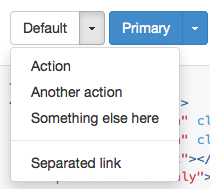 Default Primary
Action
Another action
Something else here
Separated link